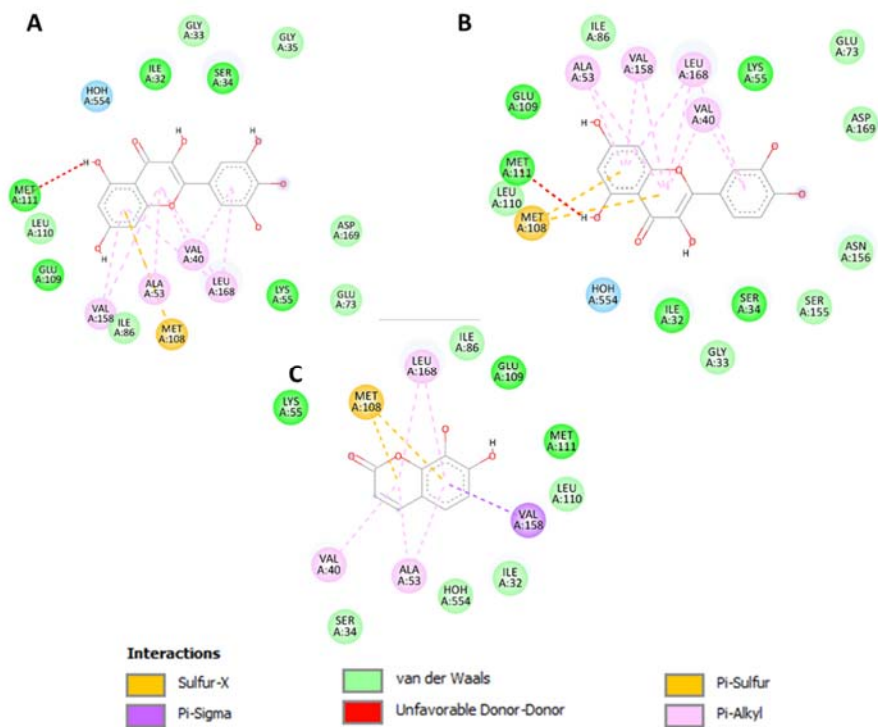 A
GLY
A:33
GLY
A:35
ILE
A:32
SER
A:34
HOH
A:554
H
O
O
H
O
H
O
H
O
O
O
O
H
MET
A:111
LEU
A:110
GLU
A:109
VAL
A:158
ILE
A:86
ALA
A:53
MET
A:108
VAL
A:40
LEU
A:168
LYS
A:55
ASP
A:169
GLU
A:73
B
ILE
A:86
ALA
A:53
VAL
A:158
LEU
A:168
VAL
A:40
LYS
A:55
GLU
A:73
ASP
A:169
GLU
A:109
MET
A:111
LEU
A:110
MET
A:108
H
O
O
H
O
O
O
H
O
O
HOH
A:554
ILE
A:32
SER
A:34
GLY
A:33
SER
A:155
ASN
A:156
C
LEU
A:168
ILE
A:86
GLU
A:109
LYS
A:55
MET
A:108
MET
A:111
LEU
A:110
VAL
A:158
O
O
O
O
H
VAL
A:40
ALA
A:53
HOH
A:554
ILE
A:32
SER
A:34
Interactions
Sulfur-X
van der Waals
Pi-Sulfur
Pi-Sigma
Unfavorable Donor-Donor
Pi-Alkyl